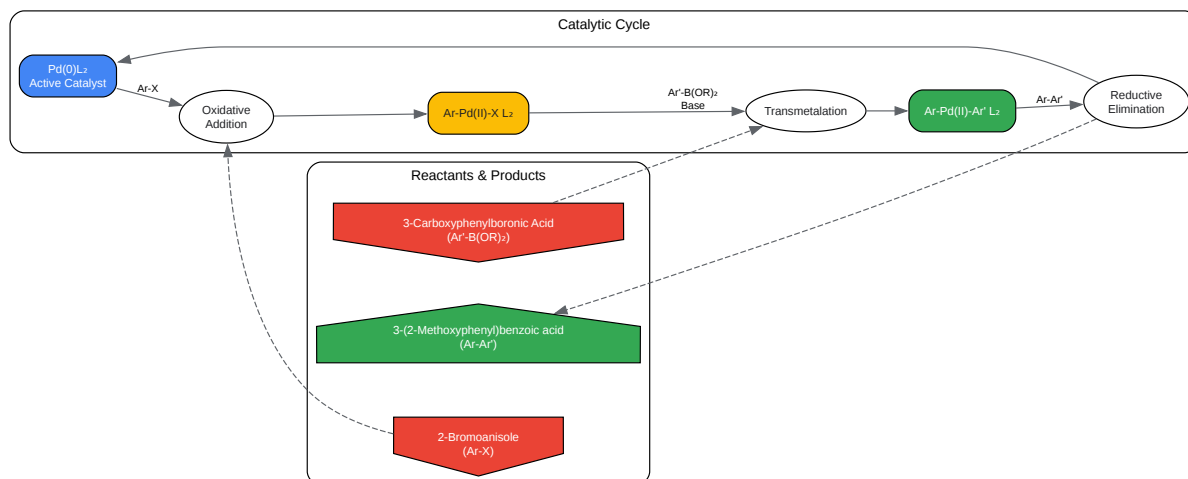 Catalytic Cycle
Pd(0)L₂
Active Catalyst
Ar-X
Oxidative
Addition
Ar-Pd(II)-X L₂
Ar'-B(OR)₂
Base
Transmetalation
Ar-Pd(II)-Ar' L₂
Ar-Ar'
Reductive
Elimination
Reactants & Products
3-Carboxyphenylboronic Acid
(Ar'-B(OR)₂)
3-(2-Methoxyphenyl)benzoic acid
(Ar-Ar')
2-Bromoanisole
(Ar-X)